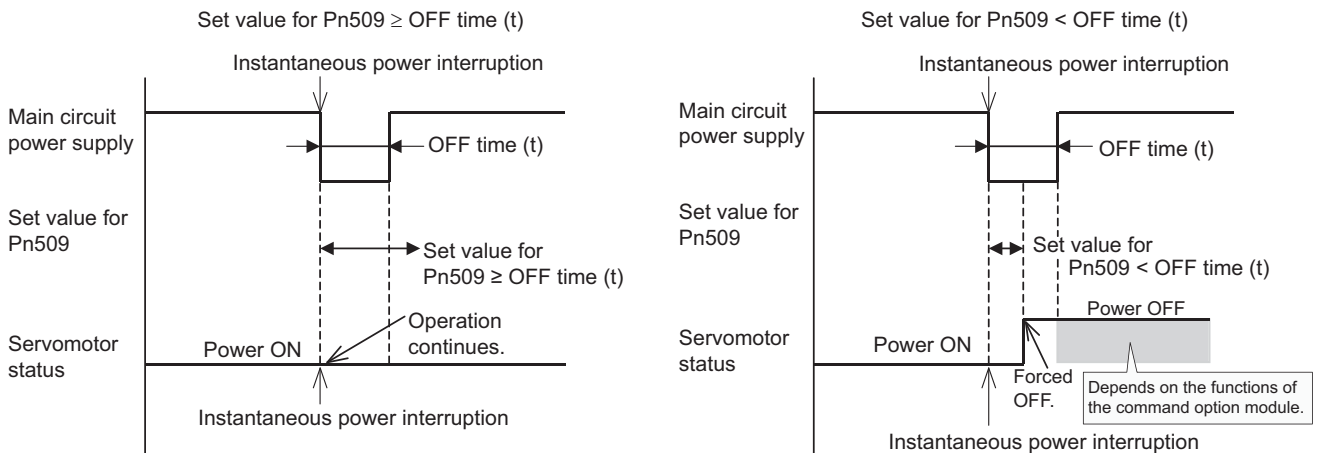 Set value for Pn509 ≥ OFF time (t)
Instantaneous power interruption
Main circuit
power supply
OFF time (t)
Set value for
Pn509
Set value for
Pn509 ≥ OFF time (t)
Operation
continues.
Servomotor
status
Power ON
Instantaneous power interruption
Set value for Pn509 < OFF time (t)
Instantaneous power interruption
Main circuit
power supply
OFF time (t)
Set value for
Pn509
Set value for
Pn509 < OFF time (t)
Power OFF
Servomotor
status
Power ON
Forced
OFF.
Depends on the functions of
the command option module.
Instantaneous power interruption